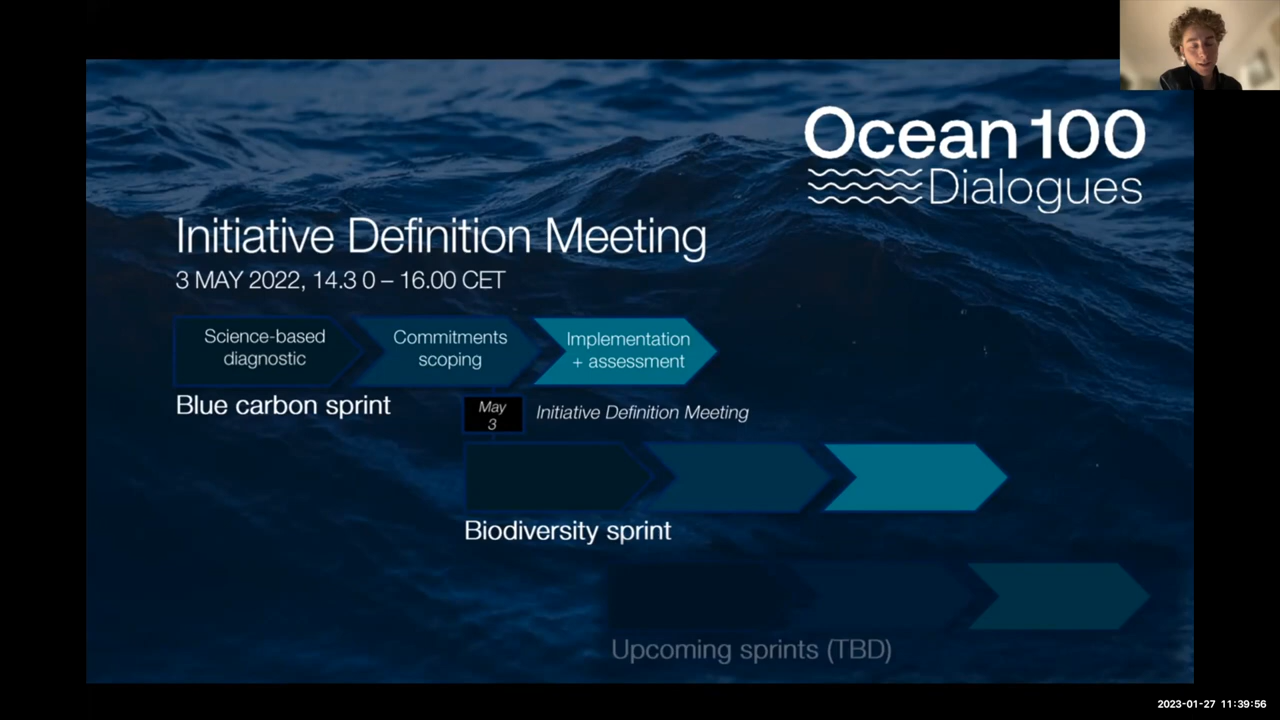 Ocean 100
Dialogues
Initiative Definition Meeting
3 MAY 2022, 14.3 0 – 16.00 CET
Science-based
diagnostic
Commitments
scoping
Implementation
+ assessment
Blue carbon sprint
May
3
Initiative Definition Meeting
Biodiversity sprint
Upcoming sprints (TBD)
2023-01-27 11:39:56